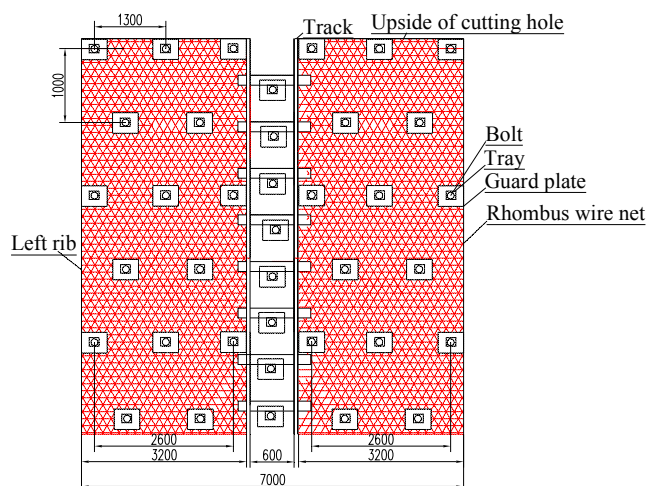 1300
Track
Upside of cutting hole
1000
Bolt
Tray
Guard plate
Rhombus wire net
Left rib
2600
2600
3200
600
3200
7000